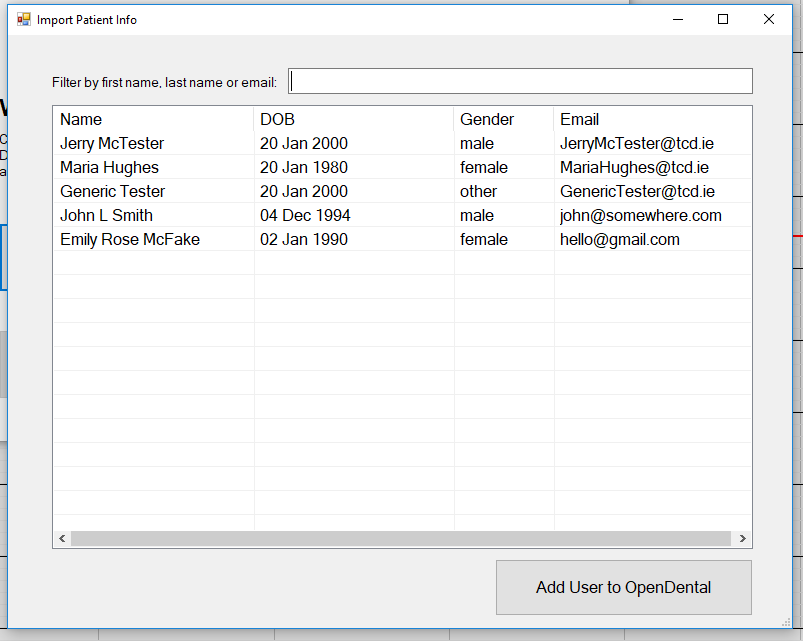 Import Patient Info
Filter by first name, last name or email:
Name DOB Gender Email
Jerry McTester 20 Jan 2000 male JerryMcTester@tcd.ie
Maria Hughes 20 Jan 1980 female MariaHughes@tcd.ie
Generic Tester 20 Jan 2000 other GenericTester@tcd.ie
John L Smith 04 Dec 1994 male john@somewhere.com
Emily Rose McFake 02 Jan 1990 female hello@gmail.com
Add User to OpenDental